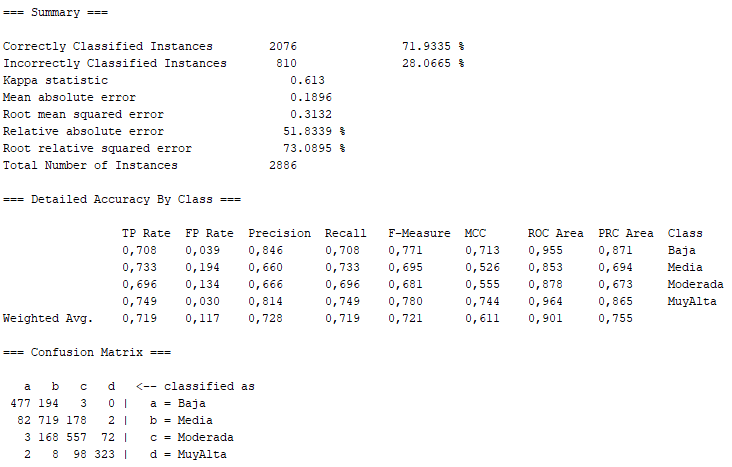 === Summary ===
Correctly Classified Instances 2076 71.9335 %
Incorrectly Classified Instances 810 28.0665 %
Kappa statistic 0.613
Mean absolute error 0.1896
Root mean squared error 0.3132
Relative absolute error 51.8339 %
Root relative squared error 73.0895 %
Total Number of Instances 2886
=== Detailed Accuracy By Class ===
TP Rate FP Rate Precision Recall F-Measure MCC ROC Area PRC Area Class
0,708 0,039 0,846 0,708 0,771 0,713 0,955 0,871 Baja
0,733 0,194 0,660 0,733 0,695 0,526 0,853 0,694 Media
0,696 0,134 0,666 0,696 0,681 0,555 0,878 0,673 Moderada
0,749 0,030 0,814 0,749 0,780 0,744 0,964 0,865 MuyAlta
Weighted Avg. 0,719 0,117 0,728 0,719 0,721 0,611 0,901 0,755
=== Confusion Matrix ===
a b c d <-- classified as
477 194 3 0 | a = Baja
82 719 178 2 | b = Media
3 168 557 72 | c = Moderada
2 8 98 323 | d = MuyAlta